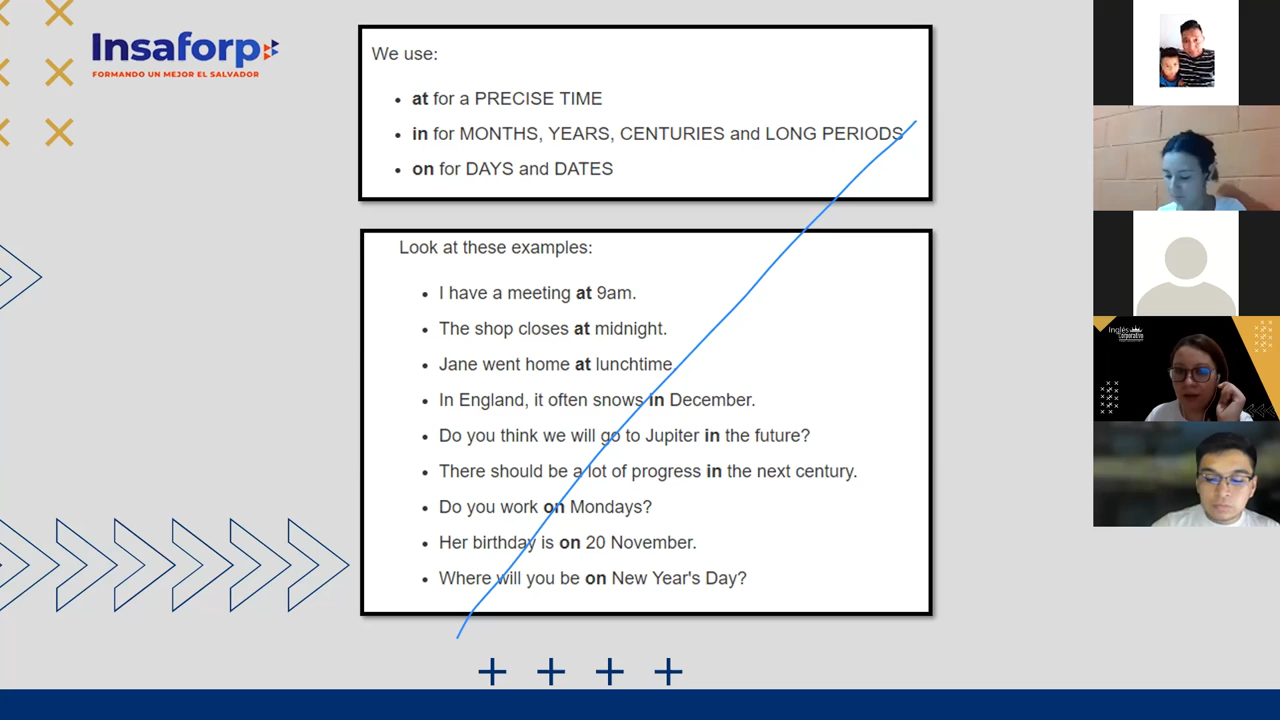 Insaforp
FORMANDO UN MEJOR EL SALVADOR
We use:
• at for a PRECISE TIME
• in for MONTHS, YEARS, CENTURIES and LONG PERIODS
• on for DAYS and DATES
Look at these examples:
• I have a meeting at 9am.
• The shop closes at midnight.
• Jane went home at lunchtime.
• In England, it often snows in December.
• Do you think we will go to Jupiter in the future?
• There should be a lot of progress in the next century.
• Do you work on Mondays?
• Her birthday is on 20 November.
• Where will you be on New Year's Day?
Inglés
Corporativo